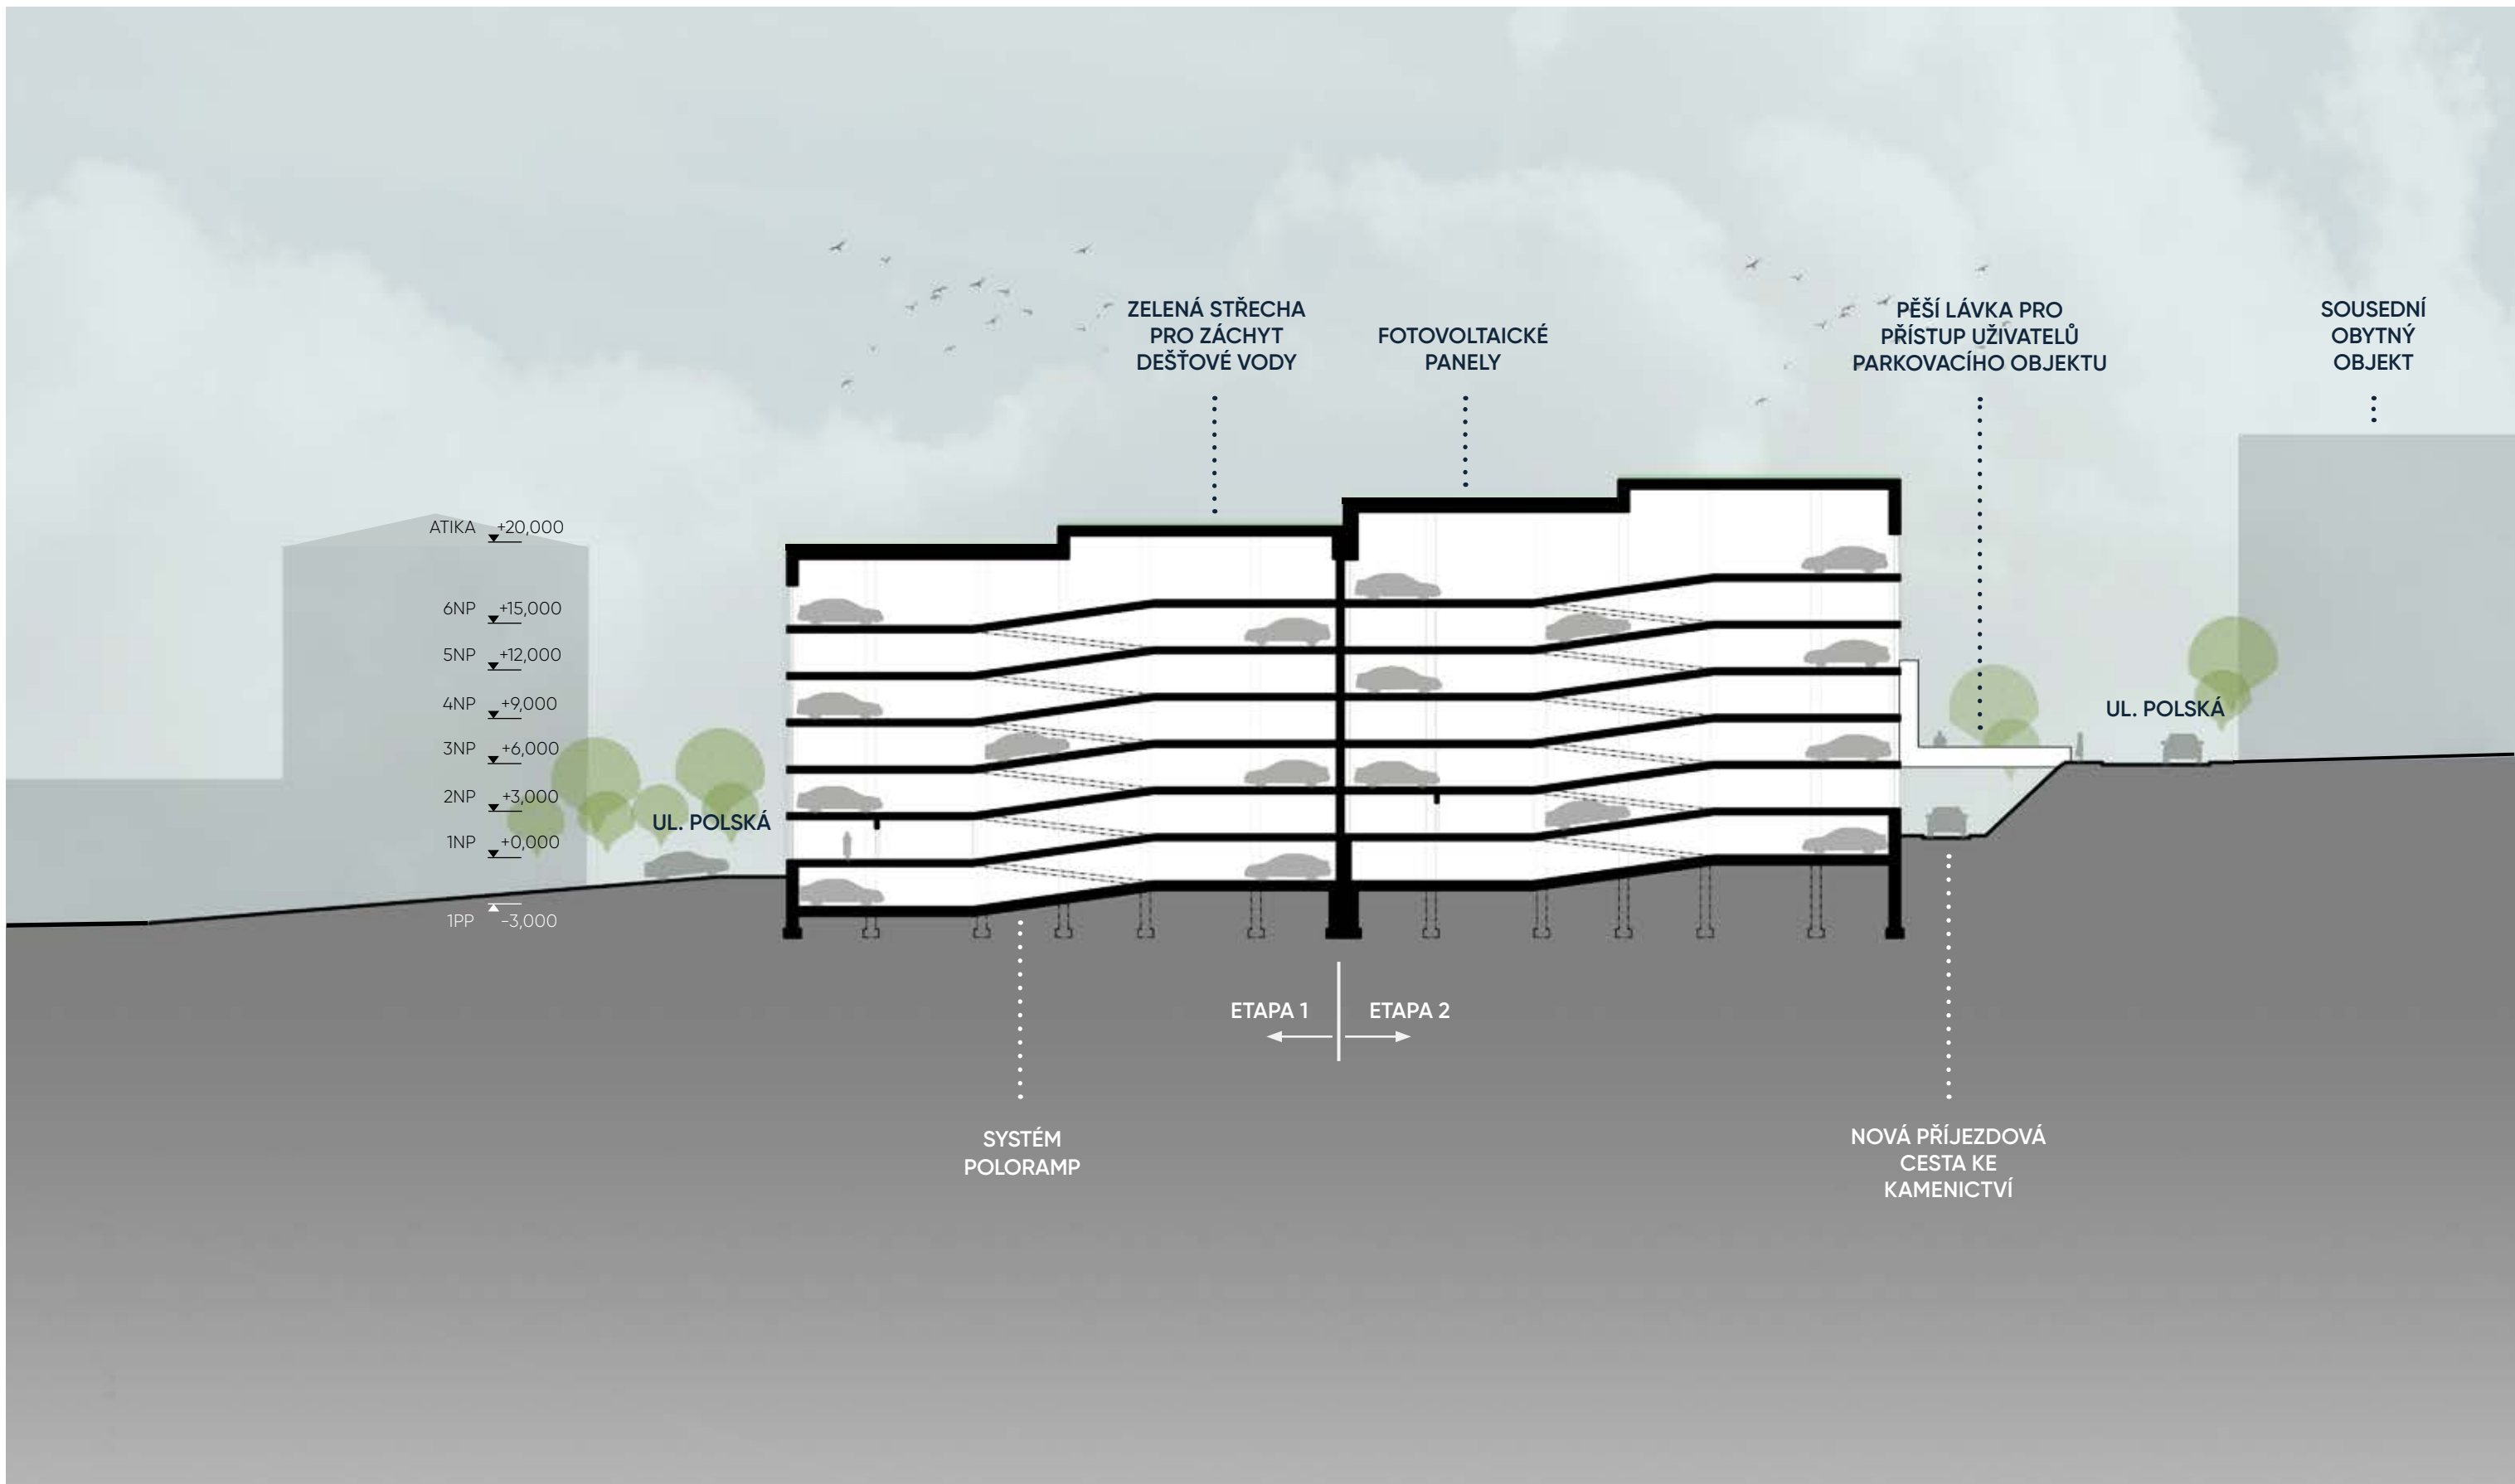 ZELENÁ STŘECHA
PRO ZÁCHYT
DEŠŤOVÉ VODY
FOTOVOLTAICKÉ
PANELY
PĚŠÍ LÁVKA PRO
PŘÍSTUP UŽIVATELŮ
PARKOVACÍHO OBJEKTU
SOUSEDNÍ
OBYTNÝ
OBJEKT
ATIKA +20,000
6NP +15,000
5NP +12,000
4NP +9,000
3NP +6,000
2NP +3,000
1NP +0,000
1PP -3,000
UL. POLSKÁ
UL. POLSKÁ
ETAPA 1
ETAPA 2
SYSTÉM
POLORAMP
NOVÁ PŘÍJEZDOVÁ
CESTA KE
KAMENICTVÍ